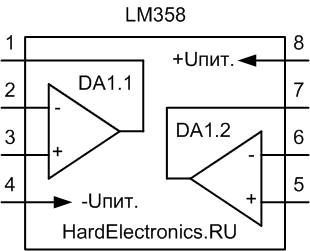 LM358
1
8
+Uпит.
2
-
DA1.1
7
3
+
DA1.2
-
6
4
-Uпит.
+
5
HardElectronics.RU